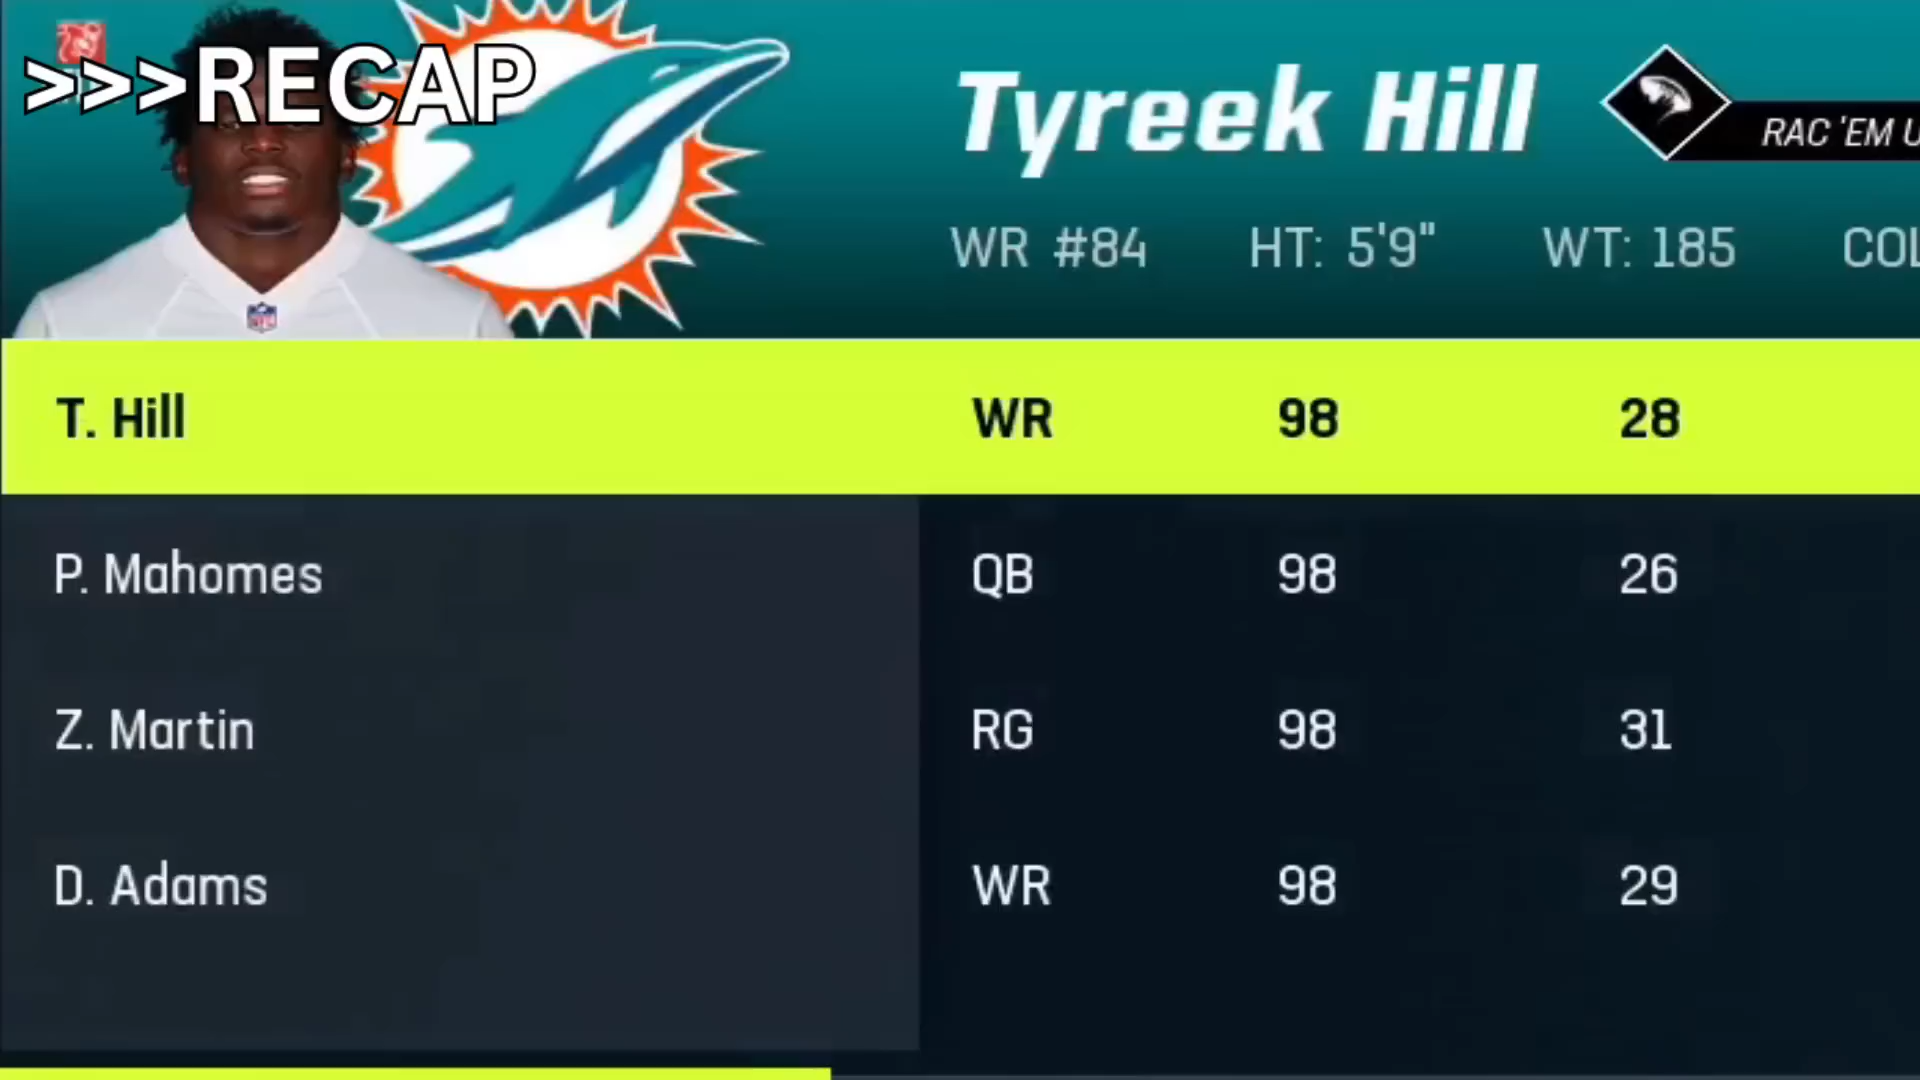 >>>RECAP
Tyreek Hill
RAC 'EM U
WR #84 HT: 5'9" WT: 185 COL
T. Hill WR 98 28
P. Mahomes QB 98 26
Z. Martin RG 98 31
D. Adams WR 98 29